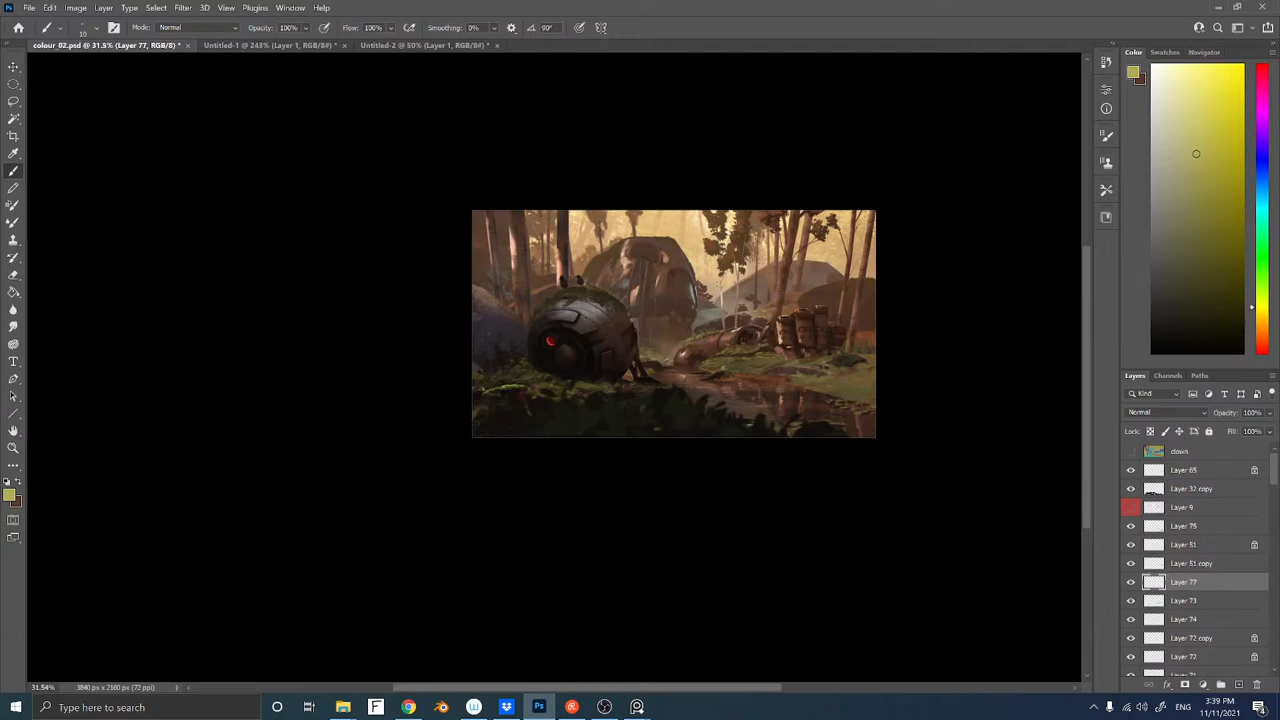 File Edit Image Layer Type Select Filter 3D View Plugins Window Help
10 Mode: Normal Opacity: 100% Flow: 100% Smoothing: 0% 90°
colour_02.psd @ 31.5% (Layer 77, RGB/8) * × Untitled-1 @ 243% (Layer 1, RGB/8#) * × Untitled-2 @ 50% (Layer 1, RGB/8#) * ×
Color Swatches Navigator
Layers Channels Paths
Kind
Normal Opacity: 100%
Lock: Fill: 100%
clown
Layer 65
Layer 32 copy
Layer 9
Layer 75
Layer 51
Layer 51 copy
Layer 77
Layer 73
Layer 74
Layer 72 copy
Layer 72
31.54% 3840 px x 2160 px (72 ppi)
Type here to search
ENG
3:39 PM
11/11/2021